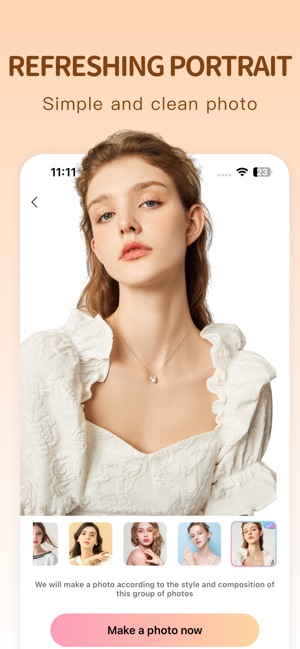 REFRESHING PORTRAIT
Simple and clean photo
11:11
23
We will make a photo according to the style and composition of
this group of photos
Make a photo now